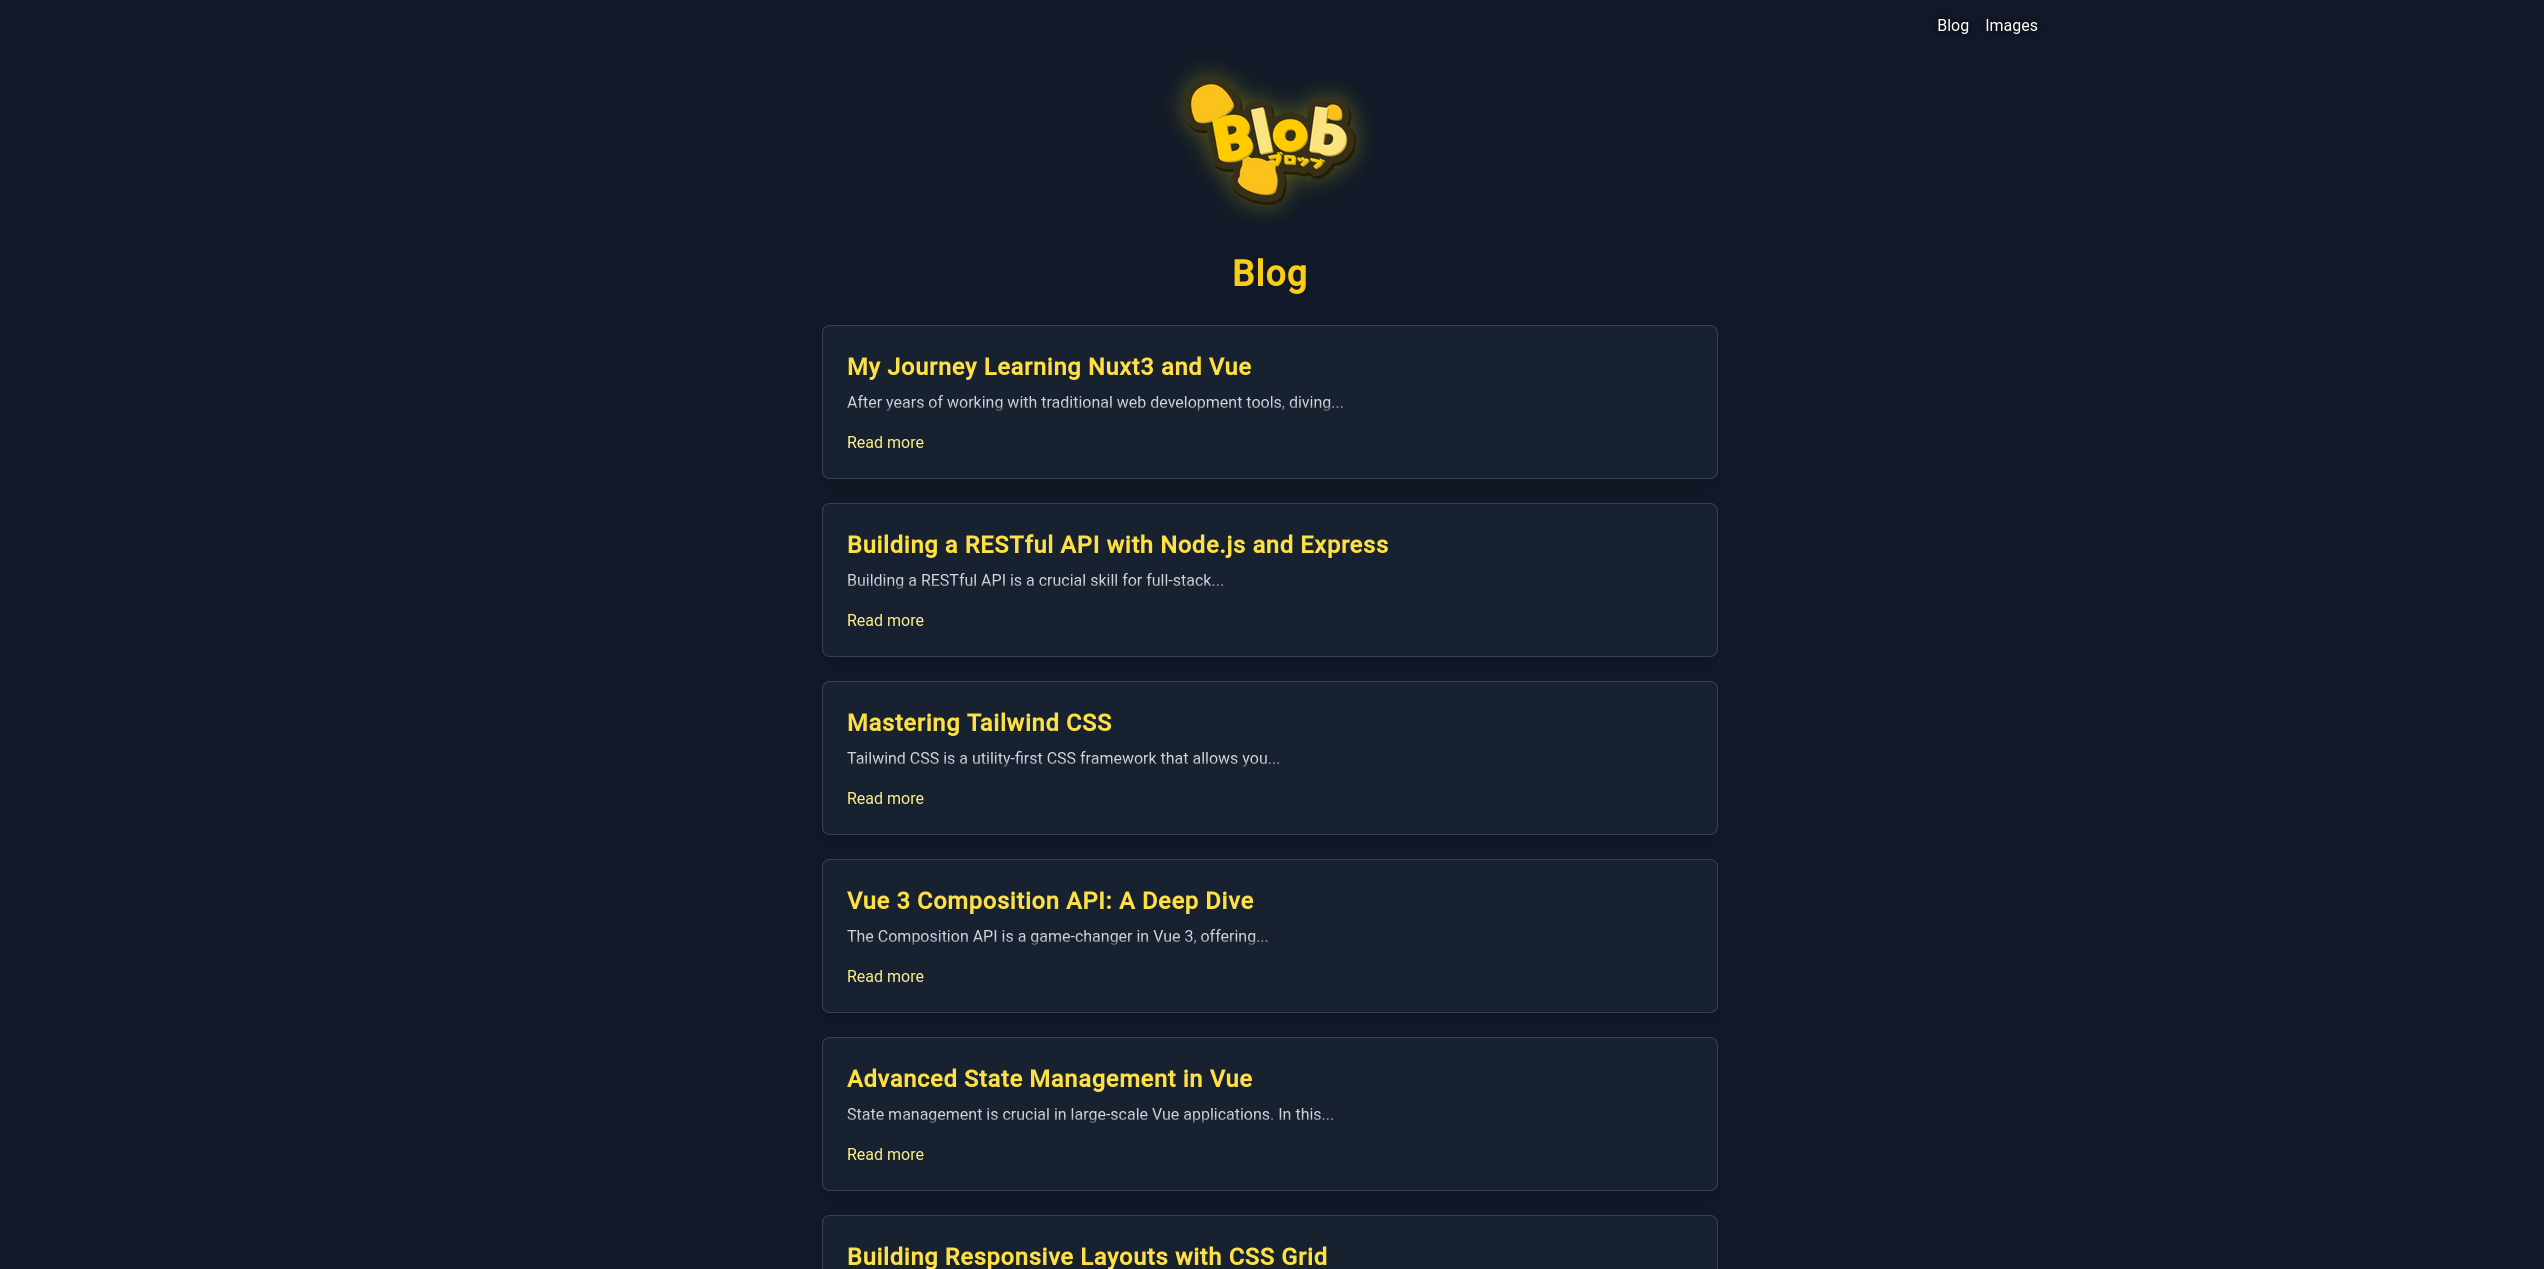 Blog Images
Blob
ブロッブ
Blog
My Journey Learning Nuxt3 and Vue
After years of working with traditional web development tools, diving...
Read more
Building a RESTful API with Node.js and Express
Building a RESTful API is a crucial skill for full-stack...
Read more
Mastering Tailwind CSS
Tailwind CSS is a utility-first CSS framework that allows you...
Read more
Vue 3 Composition API: A Deep Dive
The Composition API is a game-changer in Vue 3, offering...
Read more
Advanced State Management in Vue
State management is crucial in large-scale Vue applications. In this...
Read more
Building Responsive Layouts with CSS Grid